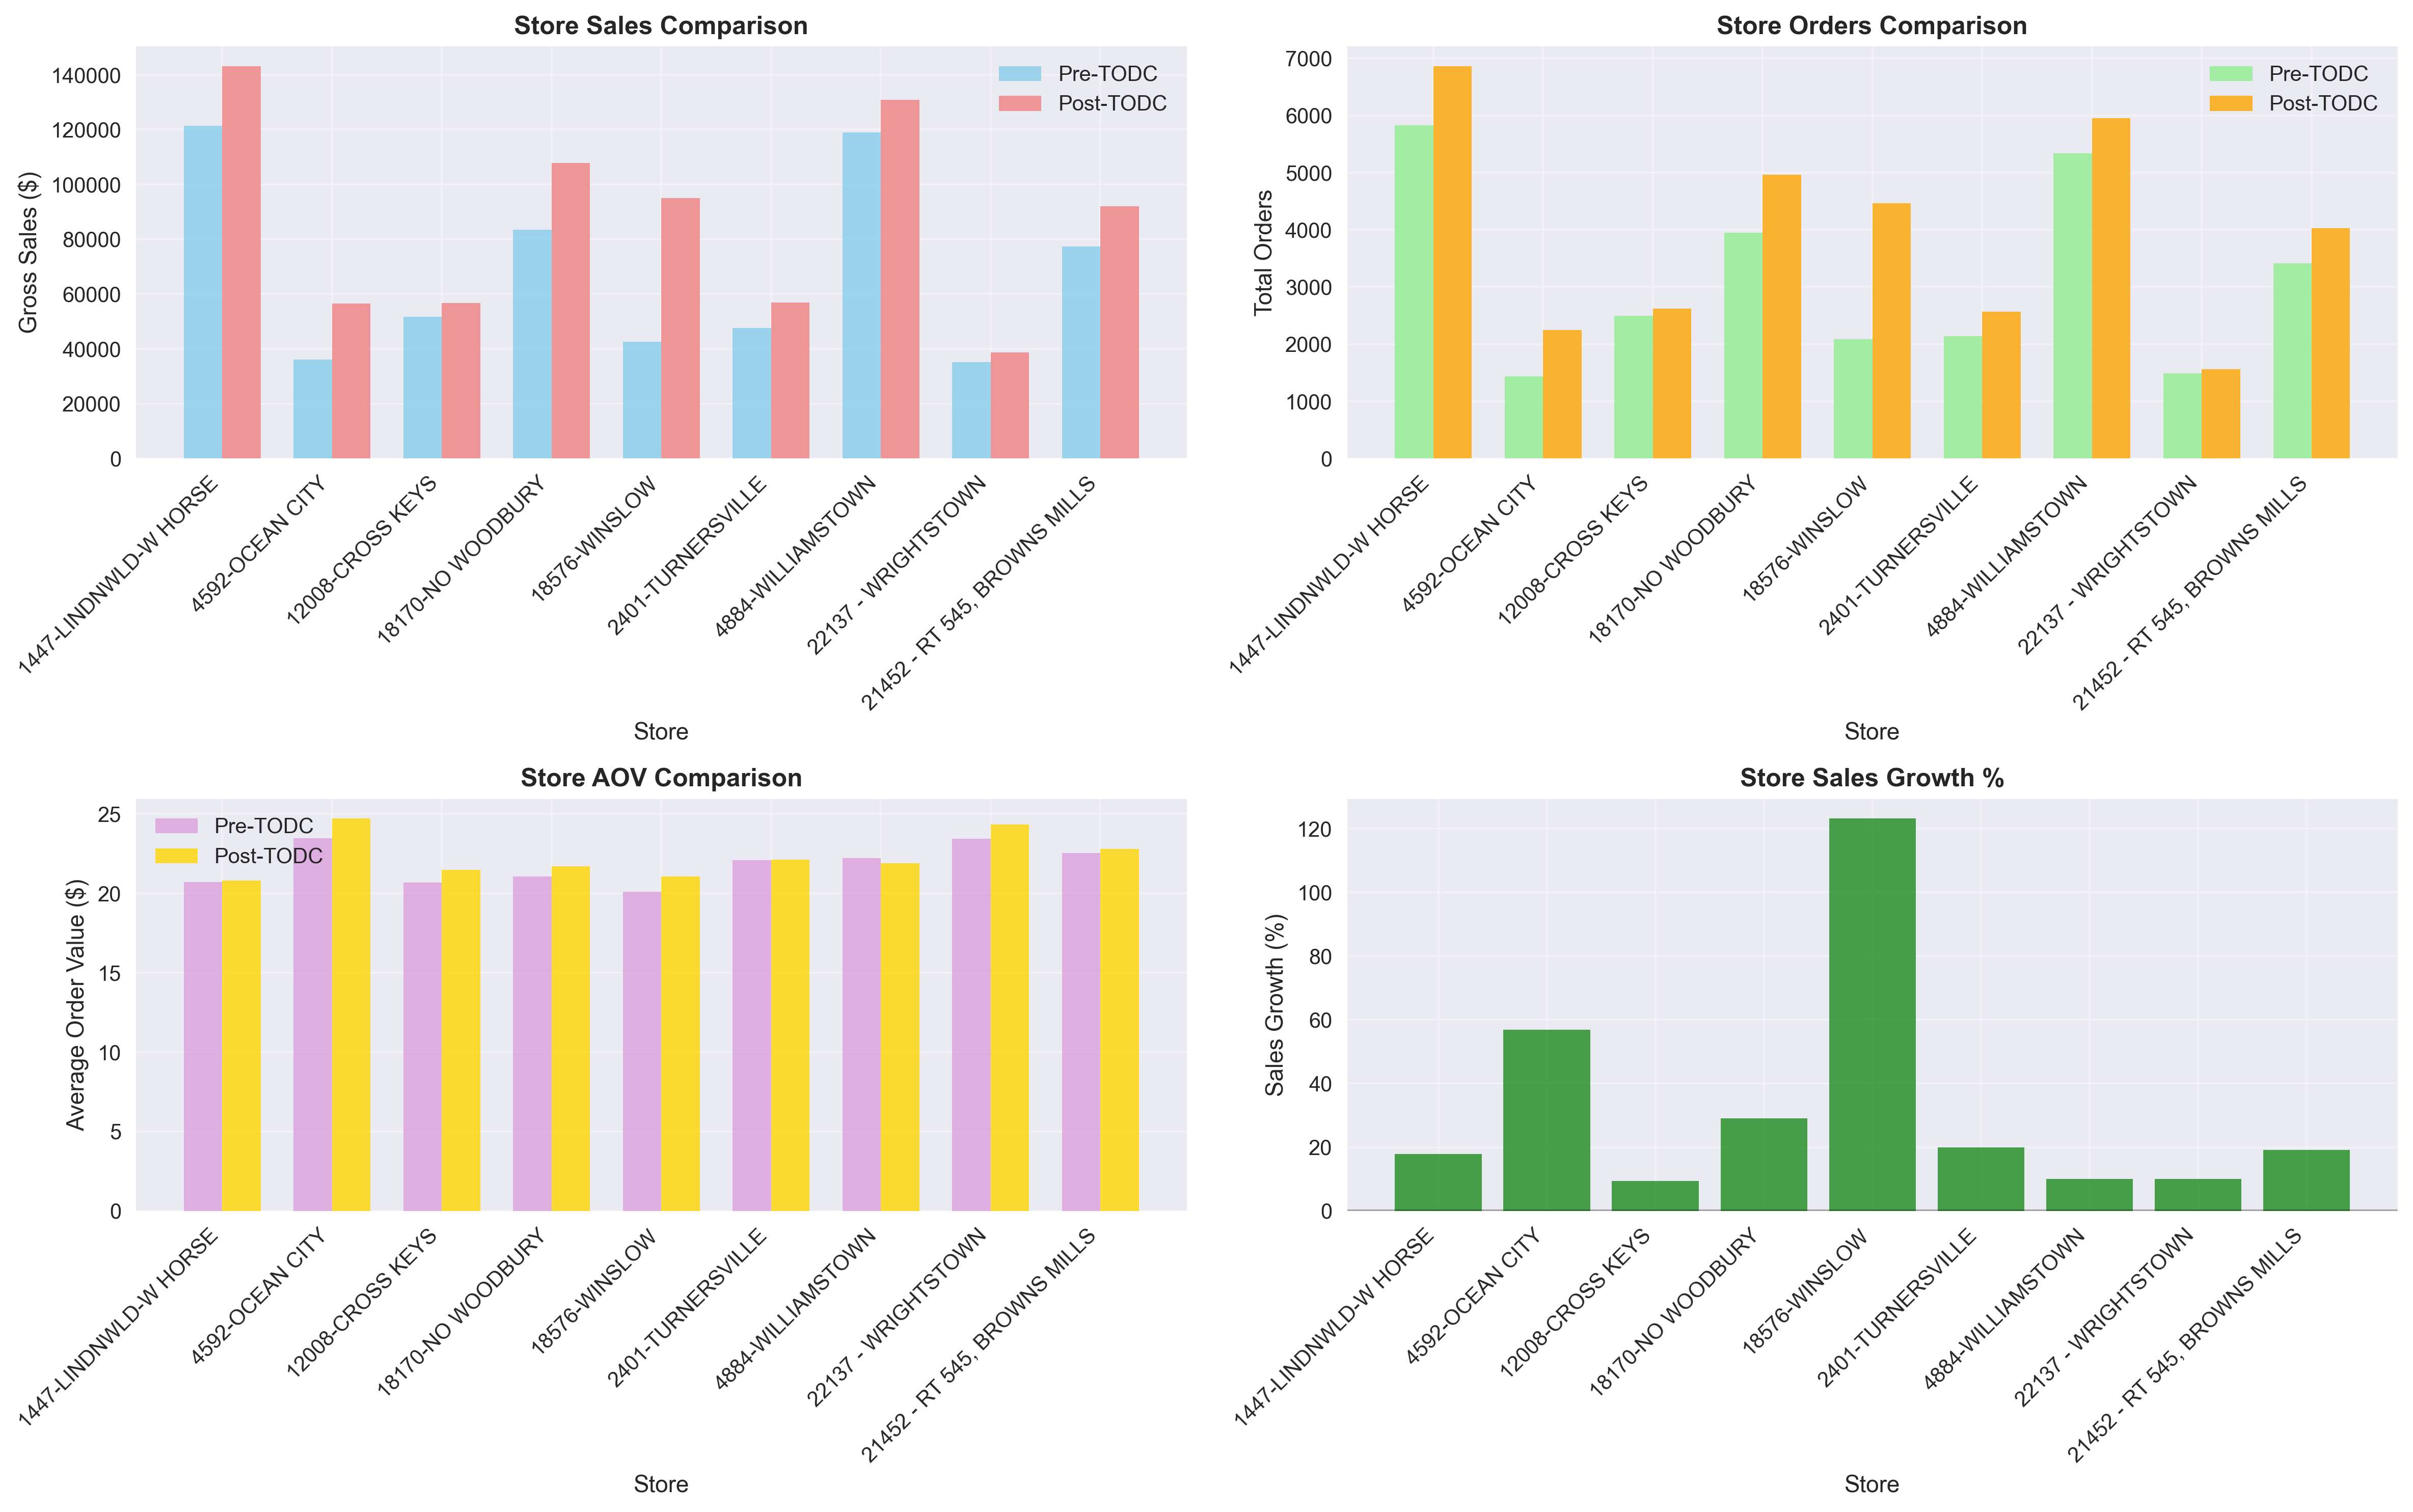 Store Sales Comparison
Gross Sales ($)
140000
120000
100000
80000
60000
40000
20000
0
Pre-TODC
Post-TODC
1447-LINDNWLD-W HORSE
4592-OCEAN CITY
12008-CROSS KEYS
18170-NO WOODBURY
18576-WINSLOW
2401-TURNERSVILLE
4884-WILLIAMSTOWN
22137 - WRIGHTSTOWN
21452 - RT 545, BROWNS MILLS
Store
Store Orders Comparison
Total Orders
7000
6000
5000
4000
3000
2000
1000
0
Pre-TODC
Post-TODC
1447-LINDNWLD-W HORSE
4592-OCEAN CITY
12008-CROSS KEYS
18170-NO WOODBURY
18576-WINSLOW
2401-TURNERSVILLE
4884-WILLIAMSTOWN
22137 - WRIGHTSTOWN
21452 - RT 545, BROWNS MILLS
Store
Store AOV Comparison
Average Order Value ($)
25
20
15
10
5
0
Pre-TODC
Post-TODC
1447-LINDNWLD-W HORSE
4592-OCEAN CITY
12008-CROSS KEYS
18170-NO WOODBURY
18576-WINSLOW
2401-TURNERSVILLE
4884-WILLIAMSTOWN
22137 - WRIGHTSTOWN
21452 - RT 545, BROWNS MILLS
Store
Store Sales Growth %
Sales Growth (%)
120
100
80
60
40
20
0
1447-LINDNWLD-W HORSE
4592-OCEAN CITY
12008-CROSS KEYS
18170-NO WOODBURY
18576-WINSLOW
2401-TURNERSVILLE
4884-WILLIAMSTOWN
22137 - WRIGHTSTOWN
21452 - RT 545, BROWNS MILLS
Store